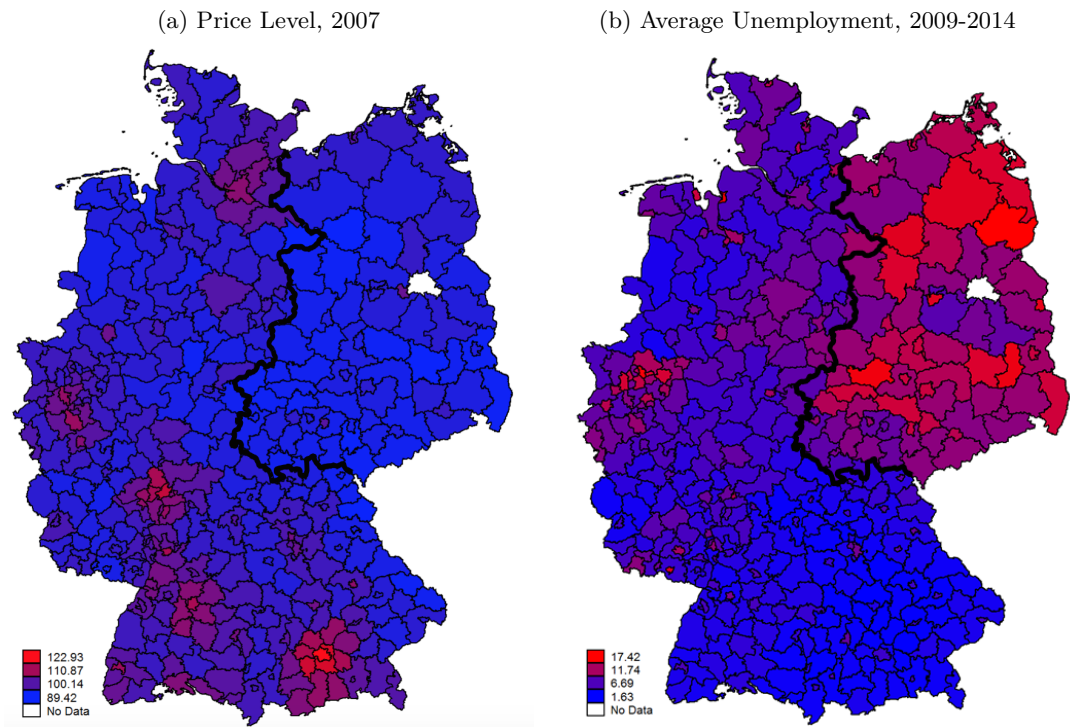 (a) Price Level, 2007
(b) Average Unemployment, 2009-2014
122.93
110.87
100.14
89.42
No Data
17.42
11.74
6.69
1.63
No Data